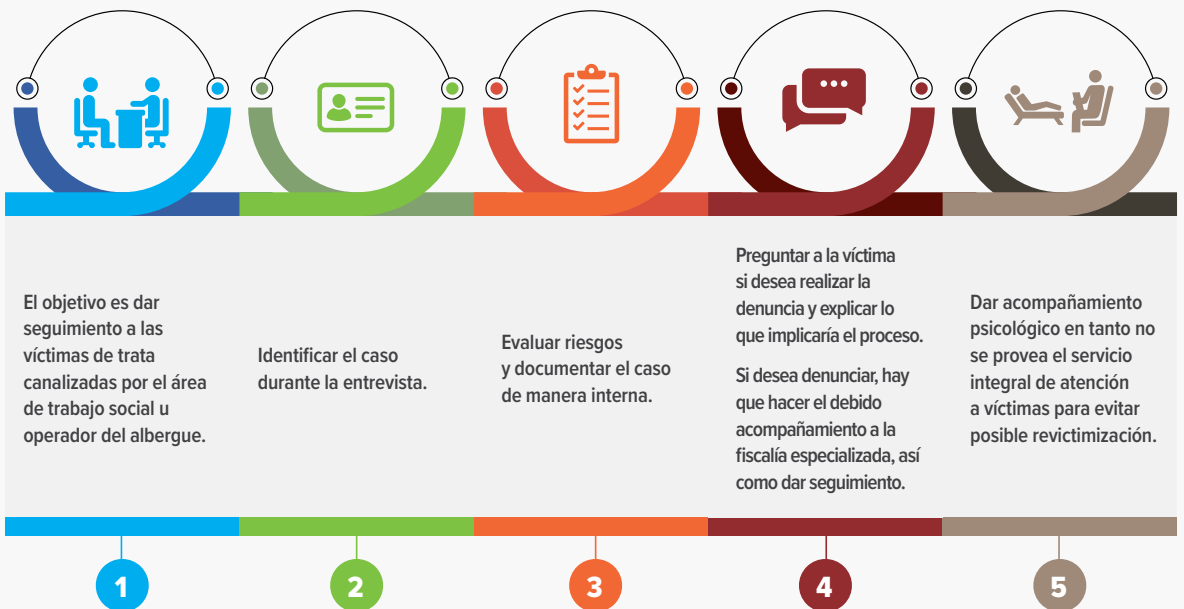 El objetivo es dar
seguimiento a las
víctimas de trata
canalizadas por el área
de trabajo social u
operador del albergue.
Identificar el caso
durante la entrevista.
Evaluar riesgos
y documentar el caso
de manera interna.
Preguntar a la víctima
si desea realizar la
denuncia y explicar lo
que implicaría el proceso.
Si desea denunciar, hay
que hacer el debido
acompañamiento a la
fiscalía especializada, así
como dar seguimiento.
Dar acompañamiento
psicológico en tanto no
se provea el servicio
integral de atención
a víctimas para evitar
posible revictimización.
1
2
3
4
5